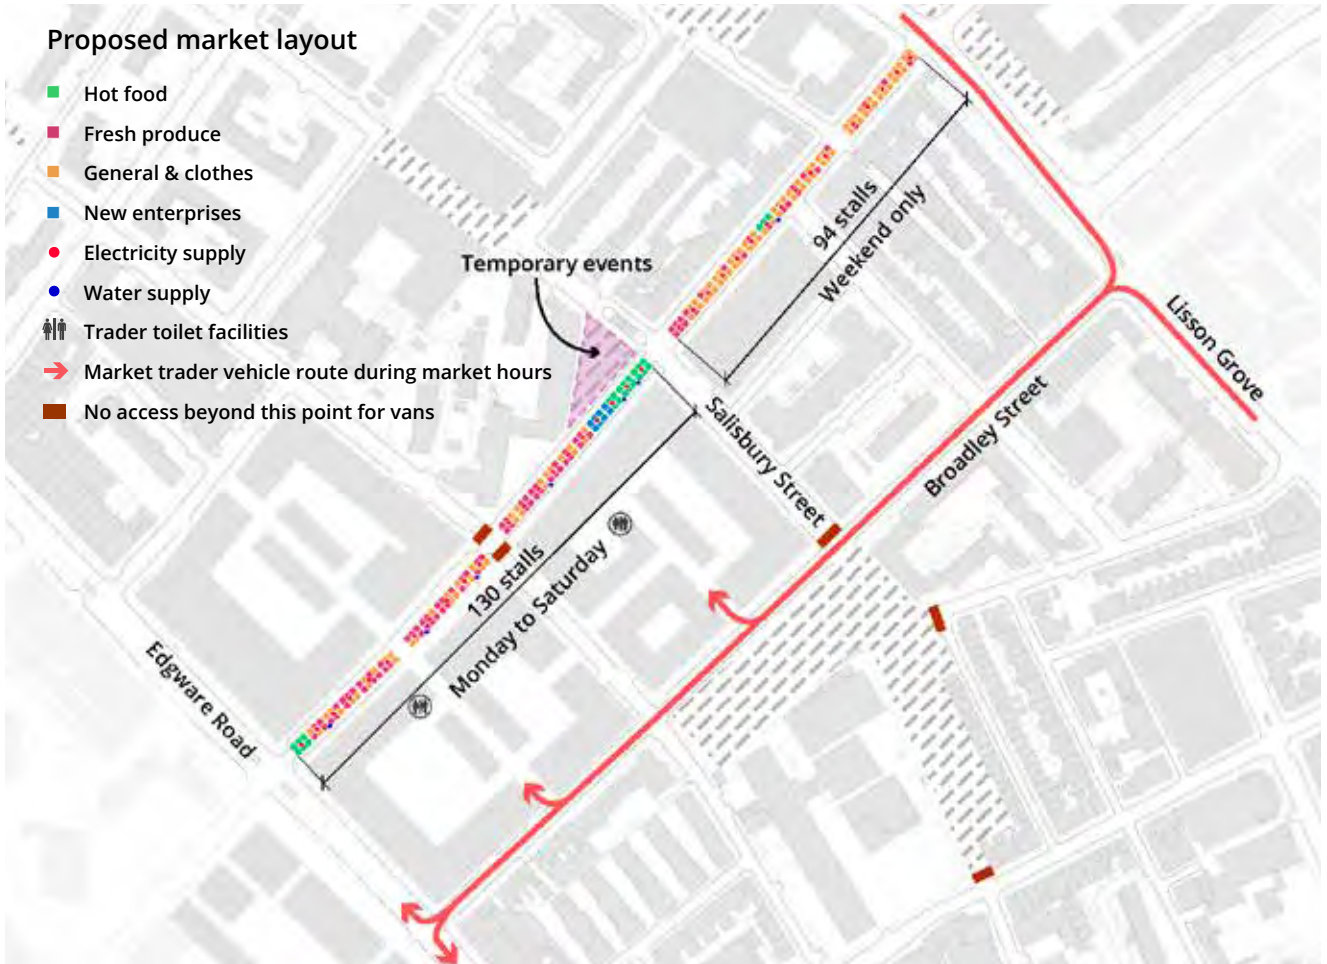 Proposed market layout
Hot food
Fresh produce
General & clothes
New enterprises
Electricity supply
Water supply
Trader toilet facilities
Market trader vehicle route during market hours
No access beyond this point for vans
Temporary events
94 stalls
Weekend only
Lisson Grove
Salisbury Street
Broadley Street
130 stalls
Monday to Saturday
Edgware Road